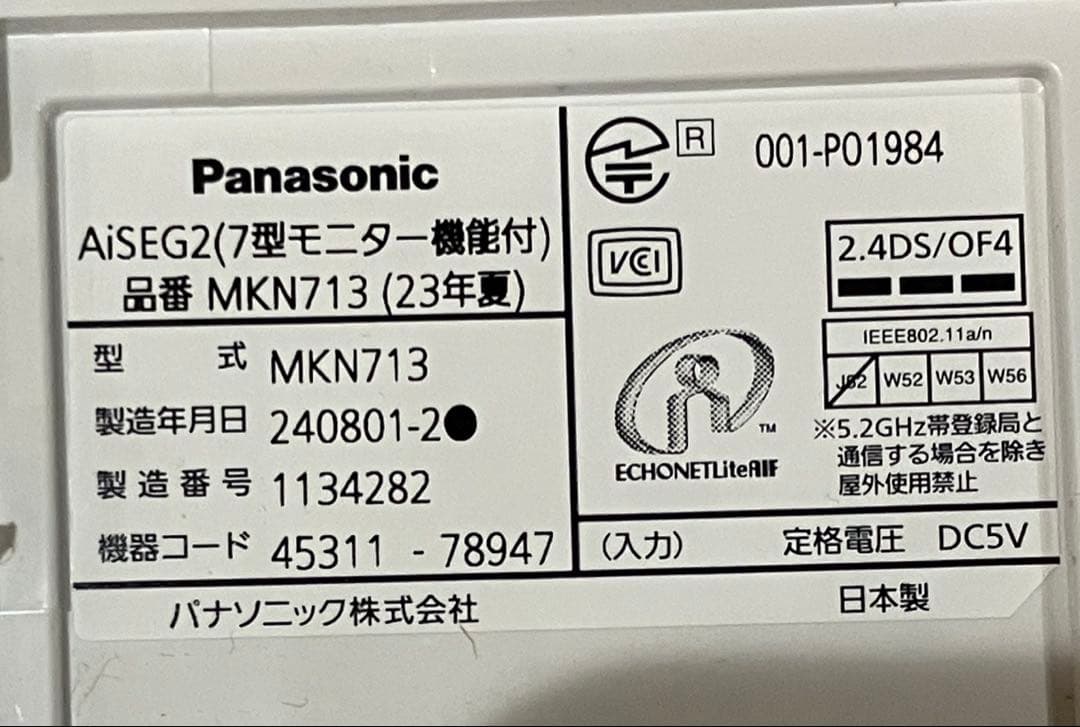 Panasonic
AiSEG2(7型モニター機能付)
品番 MKN713 (23年夏)
型 式 MKN713
製造年月日 240801-2●
製造番号 1134282
機器コード 45311 - 78947
パナソニック株式会社
R 001-P01984
VCCI
2.4DS/OF4
IEEE802.11a/n
J52 W52 W53 W56
ECHONETLiteAIF
TM
※5.2GHz帯登録局と
通信する場合を除き
屋外使用禁止
(入力) 定格電圧 DC5V
日本製